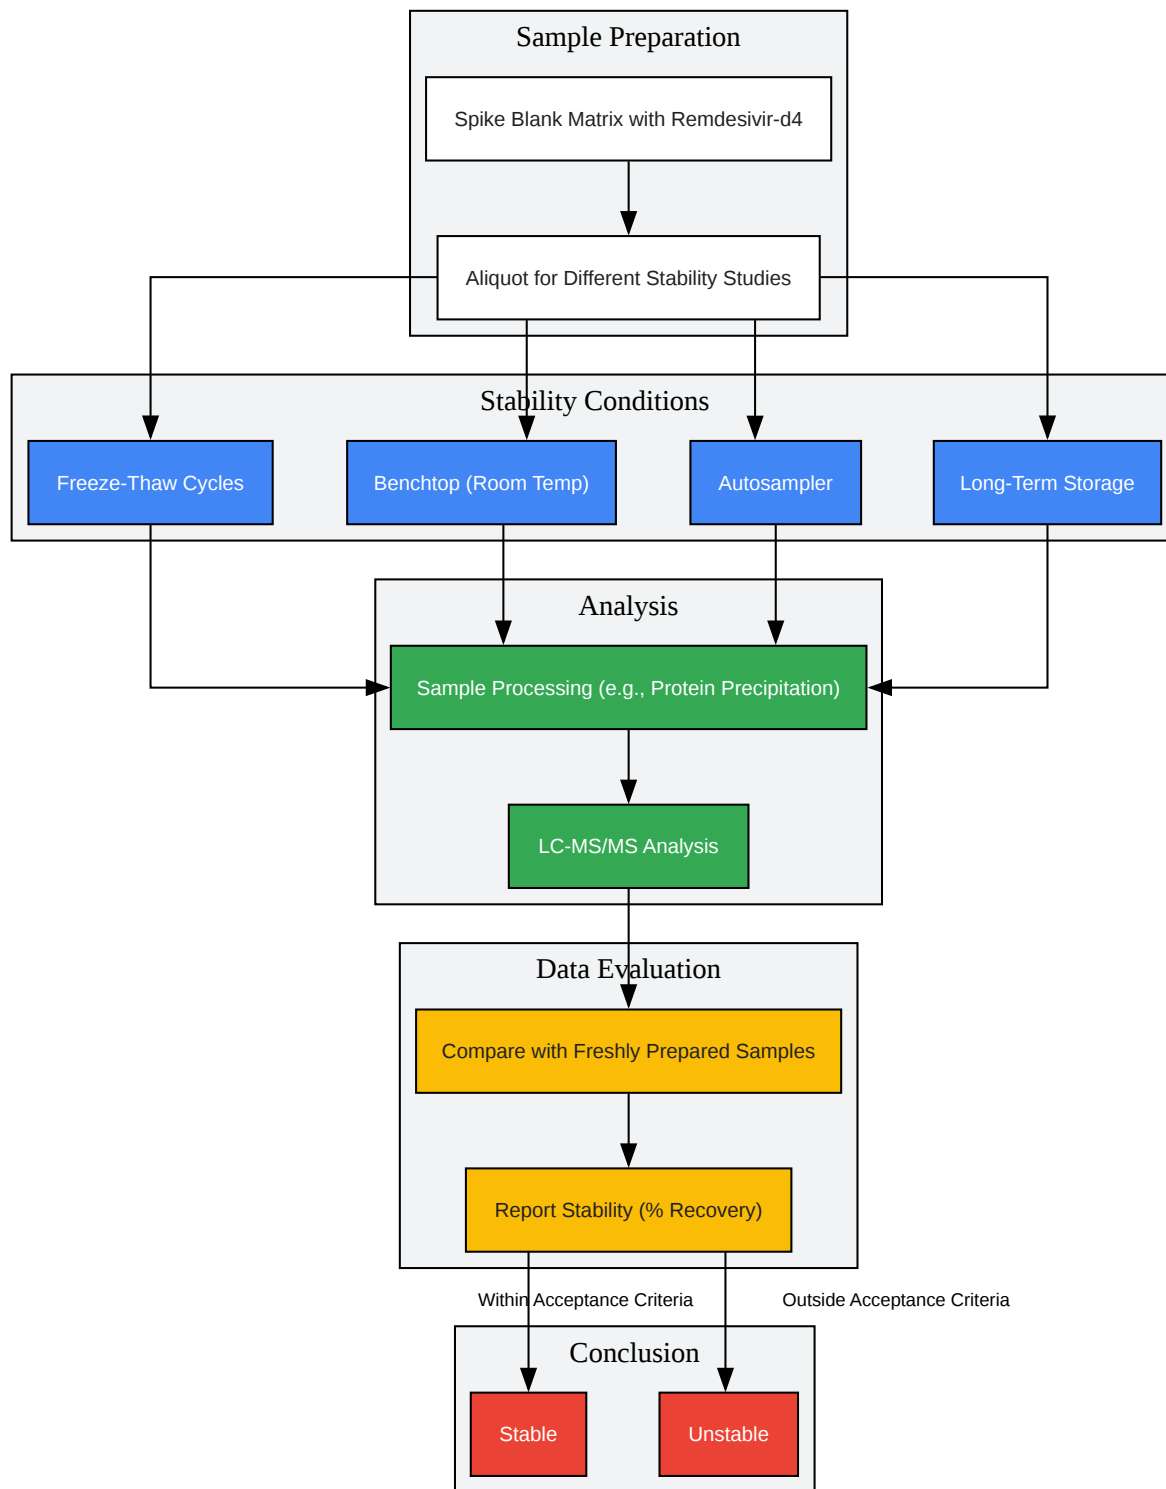 Sample Preparation
Spike Blank Matrix with Remdesivir-d4
Aliquot for Different Stability Studies
Stability Conditions
Freeze-Thaw Cycles
Benchtop (Room Temp)
Autosampler
Long-Term Storage
Analysis
Sample Processing (e.g., Protein Precipitation)
LC-MS/MS Analysis
Data Evaluation
Compare with Freshly Prepared Samples
Report Stability (% Recovery)
Within Acceptance Criteria
Outside Acceptance Criteria
Conclusion
Stable
Unstable